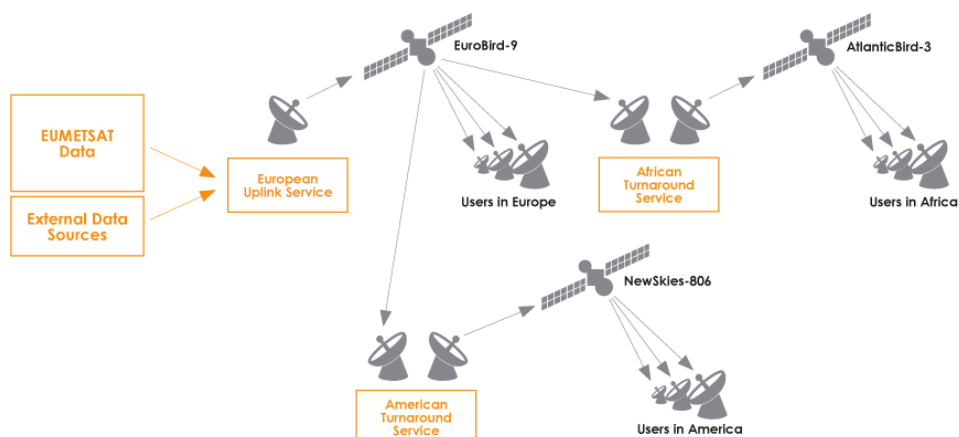 EuroBird-9
AtlanticBird-3
EUMETSAT
Data
European
Uplink Service
External Data
Sources
Users in Europe
African
Turnaround
Service
Users in Africa
NewSkies-806
American
Turnaround
Service
Users in America